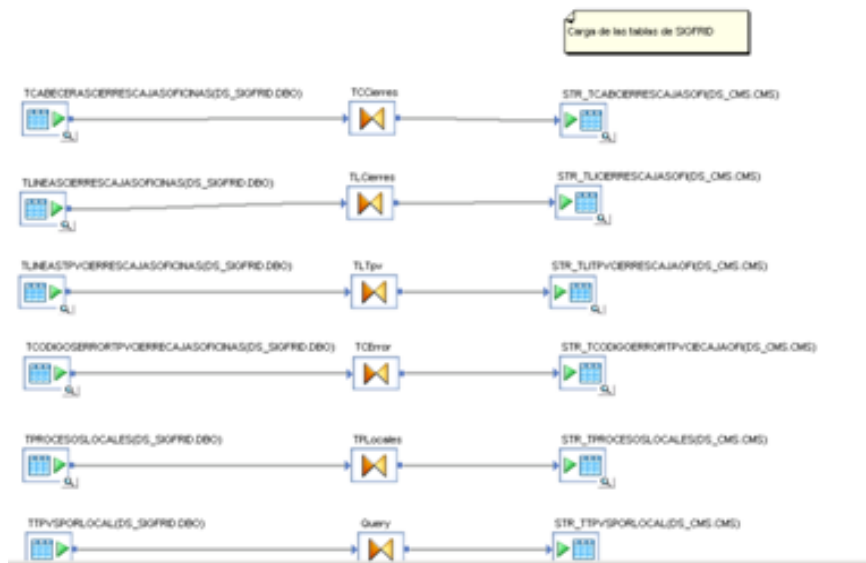 Carga de las tablas de SIGFRID
TCABECERASCIERRESCAJASOFICINAS(DS_SIGFRID.DBO)
TCCierres
STR_TCABCIERRESCAJASOFI(DS_CMS.CMS)
TLINEASCIERRESCAJASOFICINAS(DS_SIGFRID.DBO)
TLCierres
STR_TLICIERRESCAJASOFI(DS_CMS.CMS)
TLINEASTPVCIERRESCAJASOFICINAS(DS_SIGFRID.DBO)
TLTpv
STR_TLITPVCIERRESCAJAOFI(DS_CMS.CMS)
TCODIGOSERRORTPVCIERRECAJASOFICINAS(DS_SIGFRID.DBO)
TCError
STR_TCODIGOERRORTPVCIECAJAOFI(DS_CMS.CMS)
TPROCESOSLOCALES(DS_SIGFRID.DBO)
TPLocales
STR_TPROCESOSLOCALES(DS_CMS.CMS)
TTPVSPORLOCAL(DS_SIGFRID.DBO)
Query
STR_TTPVSPORLOCAL(DS_CMS.CMS)